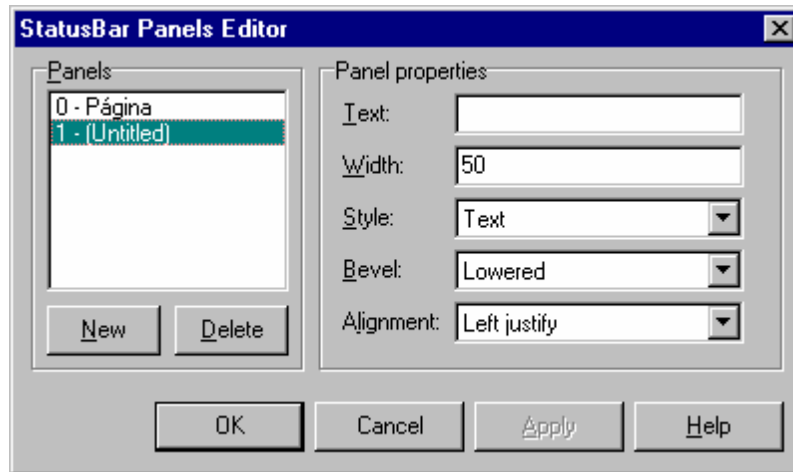 StatusBar Panels Editor
Panels
0 - Página
1 - (Untitled)
New
Delete
Panel properties
Text:
Width: 50
Style: Text
Bevel: Lowered
Alignment: Left justify
OK
Cancel
Apply
Help